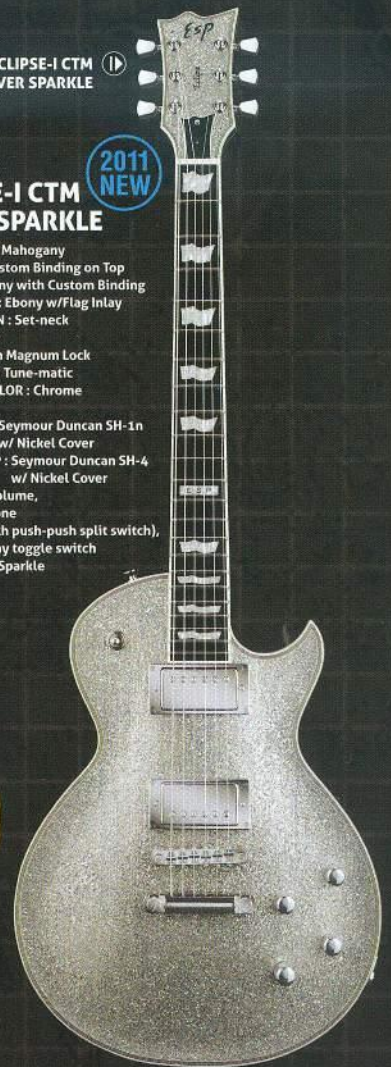 ESP
CLIPSE-I CTM
VER SPARKLE
2011
NEW
E-I CTM
SPARKLE
Mahogany
stom Binding on Top
ny with Custom Binding
: Ebony w/Flag Inlay
N : Set-neck
n Magnum Lock
Tune-matic
LOR : Chrome
Seymour Duncan SH-1n
w/ Nickel Cover
P : Seymour Duncan SH-4
w/ Nickel Cover
olume,
one
h push-push split switch),
ay toggle switch
Sparkle
ESP